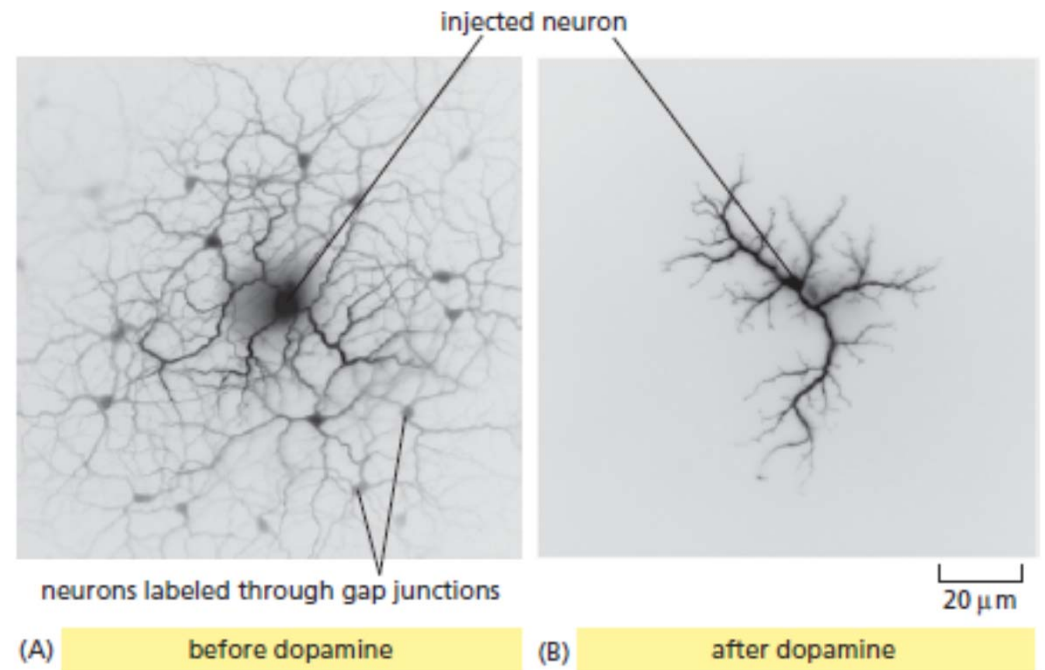 injected neuron
neurons labeled through gap junctions
20 µm
(A) before dopamine
(B) after dopamine